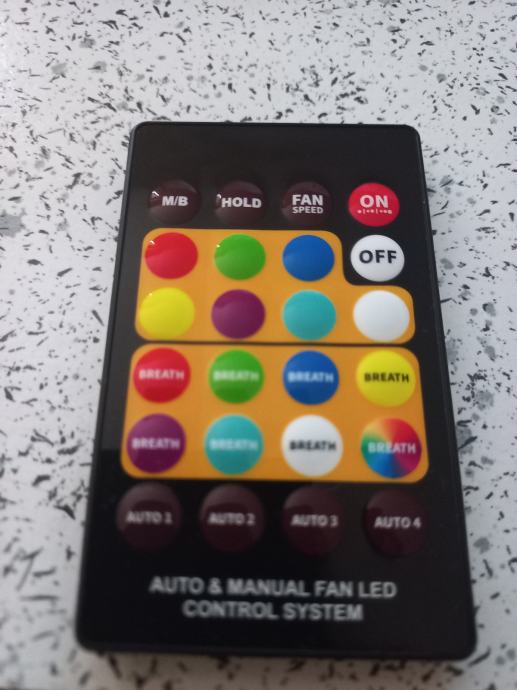 M/B HOLD FAN SPEED ON
OFF
BREATH BREATH BREATH BREATH
BREATH BREATH BREATH BREATH
AUTO 1 AUTO 2 AUTO 3 AUTO 4
AUTO & MANUAL FAN LED
CONTROL SYSTEM